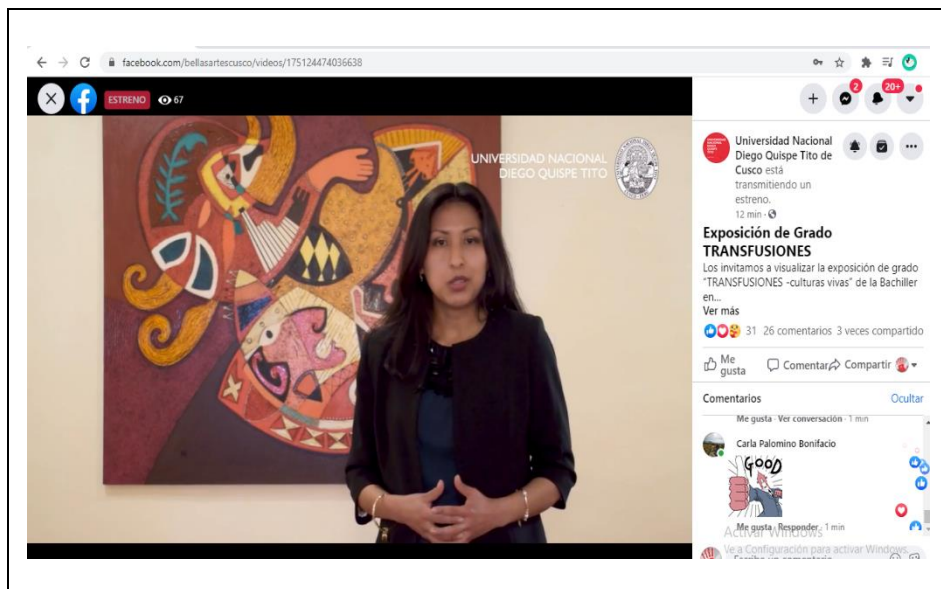 facebook.com/bellasartescusco/videos/175124474036638
ESTRENO 67
2
20+
UNIVERSIDAD NACIONAL
DIEGO QUISPE TITO
Universidad Nacional
Diego Quispe Tito de
Cusco está
transmitiendo un
estreno.
12 min
Exposición de Grado
TRANSFUSIONES
Los invitamos a visualizar la exposición de grado
"TRANSFUSIONES -culturas vivas" de la Bachiller
en...
Ver más
31 26 comentarios 3 veces compartido
Me
gusta
Comentar
Compartir
Comentarios
Ocultar
Me gusta · Ver conversación · 1 min
Carla Palomino Bonifacio
GOOD
Me gusta · Responder · 1 min
Activar Windows
Ve a Configuración para activar Windows.
Escribe un comentario